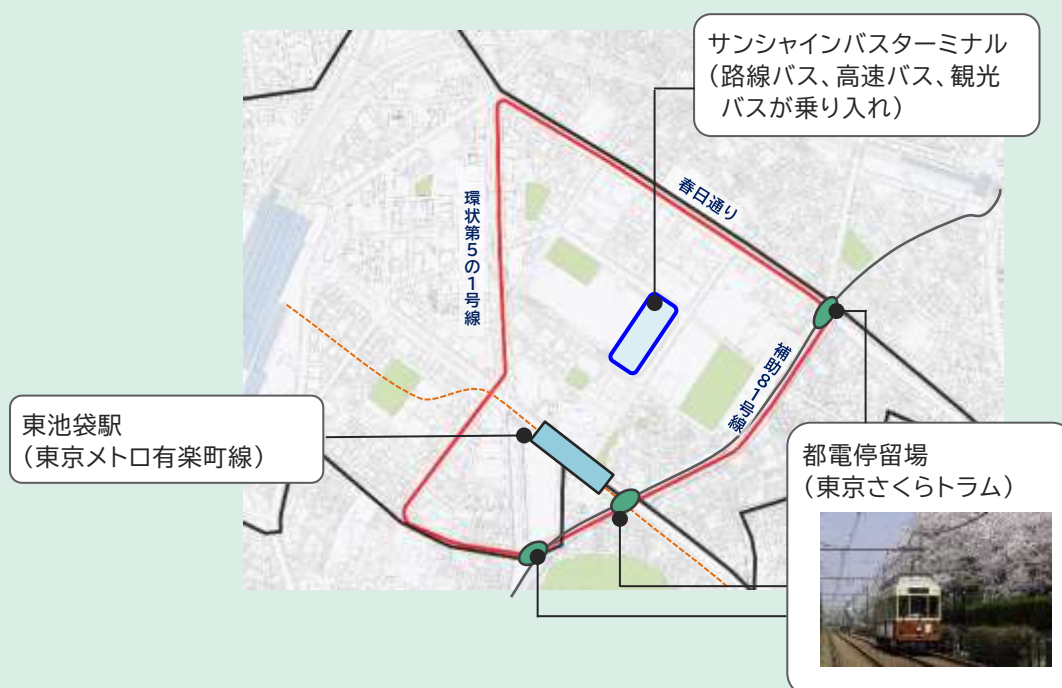 サンシャインバスターミナル
（路線バス、高速バス、観光
バスが乗り入れ）
春日通り
環状第5の1号線
補助81号線
東池袋駅
（東京メトロ有楽町線）
都電停留場
（東京さくらトラム）